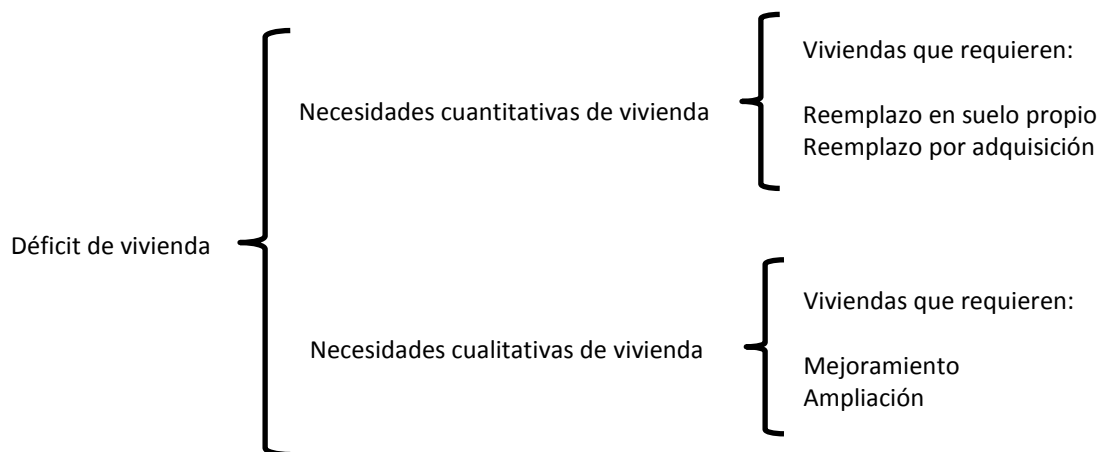 Déficit de vivienda
Necesidades cuantitativas de vivienda
Viviendas que requieren:
Reemplazo en suelo propio
Reemplazo por adquisición
Necesidades cualitativas de vivienda
Viviendas que requieren:
Mejoramiento
Ampliación